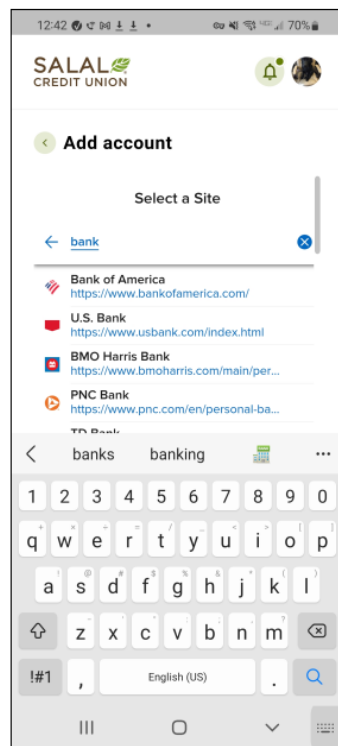 12:42 70%
SALAL
CREDIT UNION
Add account
Select a Site
bank
Bank of America
https://www.bankofamerica.com/
U.S. Bank
https://www.usbank.com/index.html
BMO Harris Bank
https://www.bmoharris.com/main/per...
PNC Bank
https://www.pnc.com/en/personal-ba...
TD Bank
banks banking ...
1 2 3 4 5 6 7 8 9 0
q w e r t y u i o p
a s d f g h j k l
z x c v b n m
!#1 , English (US) .